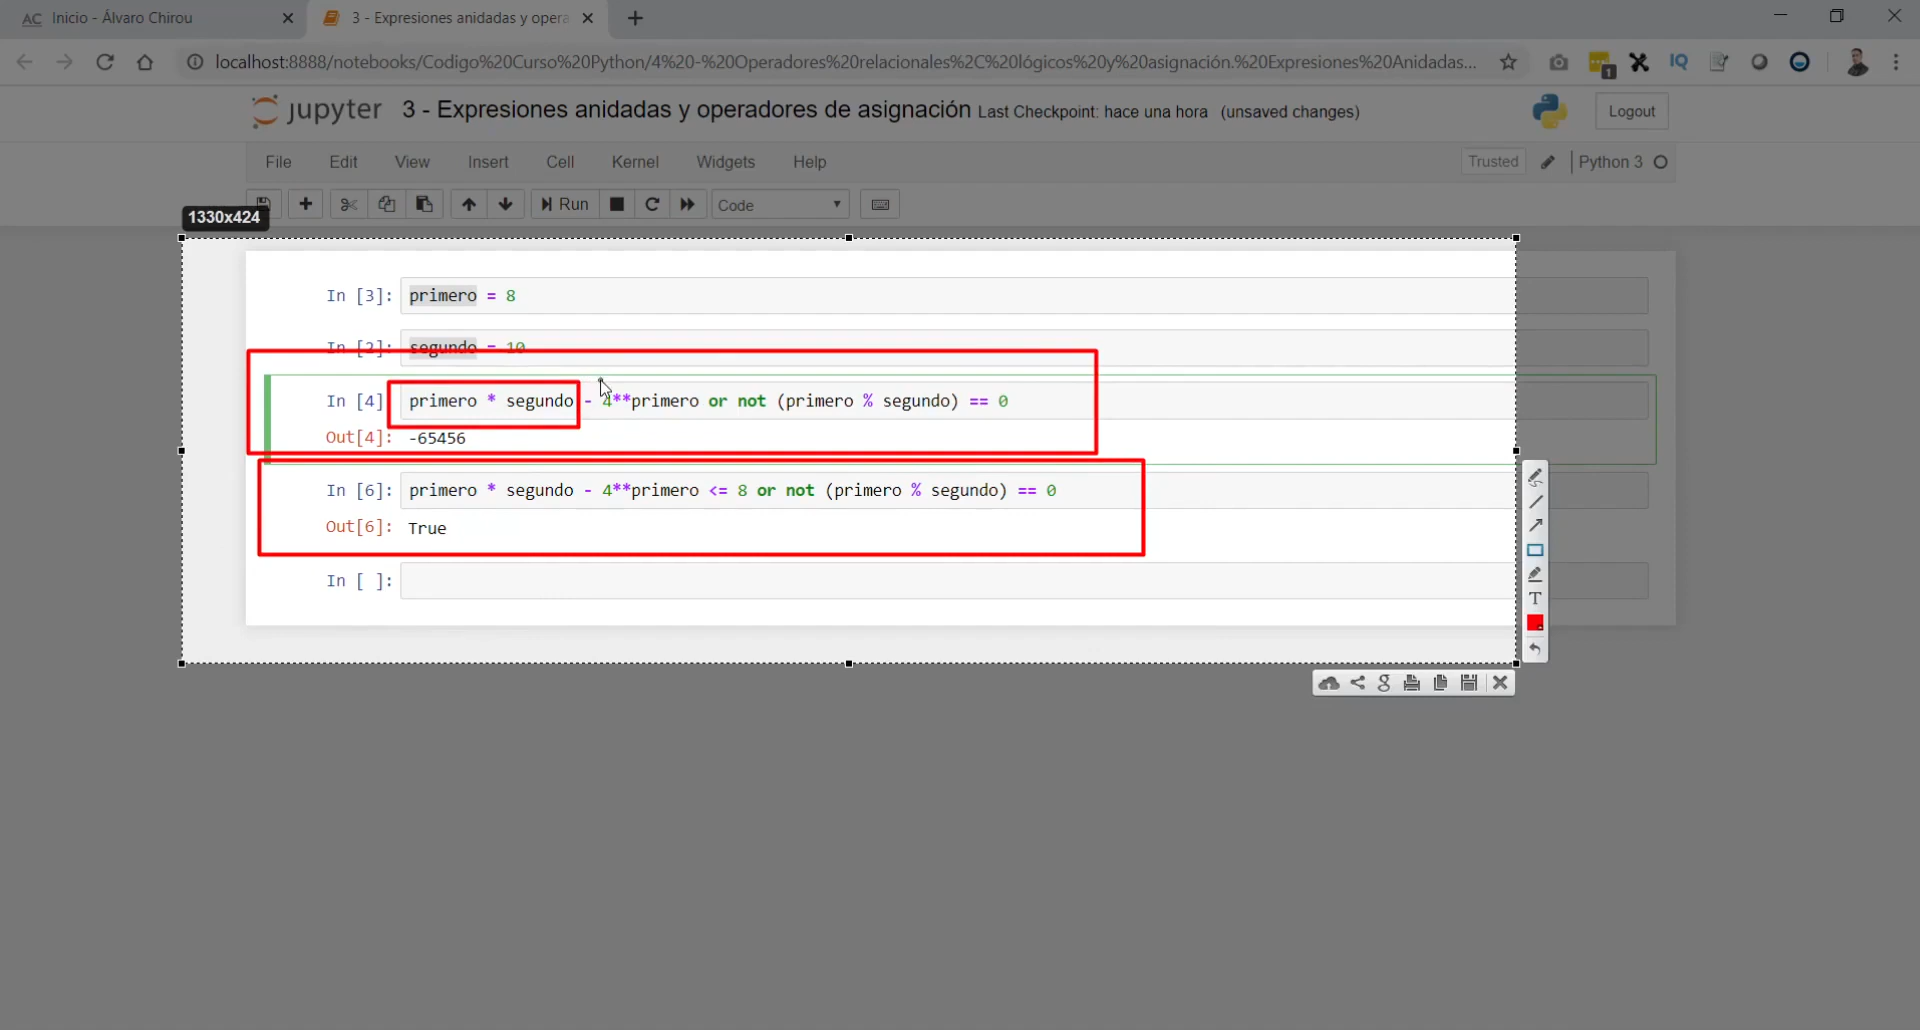 AC Inicio - Álvaro Chirou
3 - Expresiones anidadas y opera
localhost:8888/notebooks/Codigo%20Curso%20Python/4%20-%20Operadores%20relacionales%2C%20lógicos%20y%20asignación.%20Expresiones%20Anidadas...
1
IQ
jupyter 3 - Expresiones anidadas y operadores de asignación Last Checkpoint: hace una hora (unsaved changes)
Logout
File Edit View Insert Cell Kernel Widgets Help
Trusted Python 3
Run Code
1330x424
In [3]: primero = 8
In [2]: segundo = 10
In [4] primero * segundo - 4**primero or not (primero % segundo) == 0
Out[4]: -65456
In [6]: primero * segundo - 4**primero <= 8 or not (primero % segundo) == 0
Out[6]: True
In [ ]:
T
g